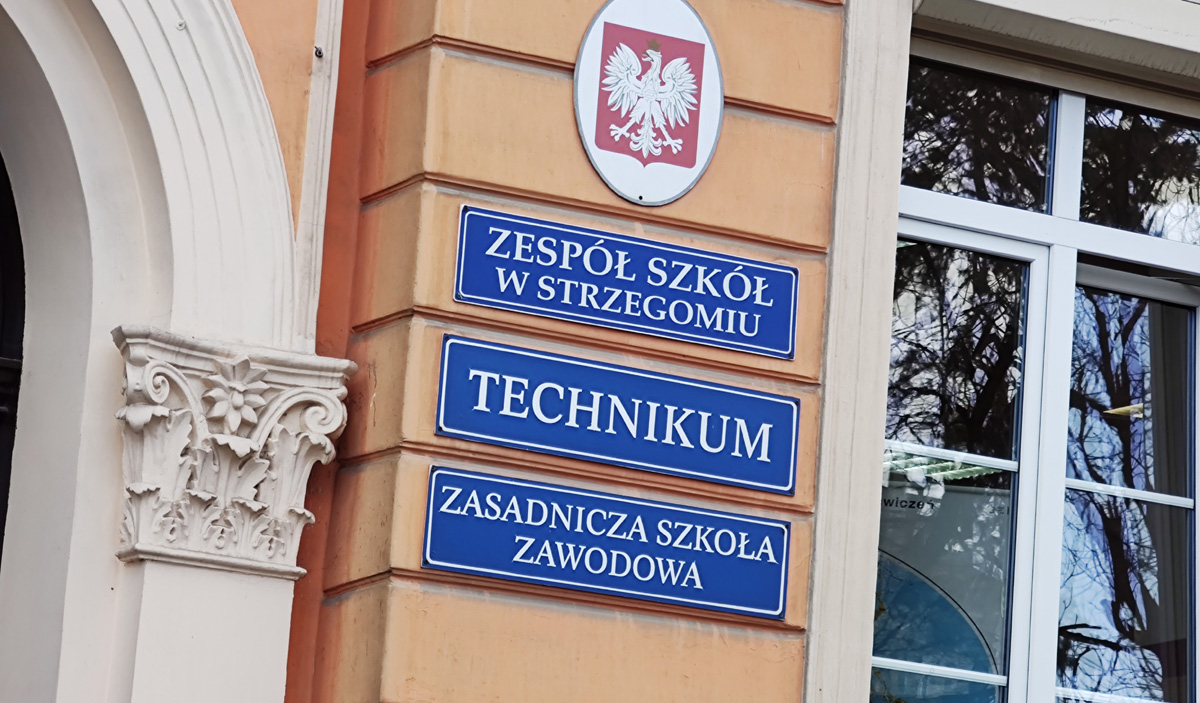 ZESPÓŁ SZKÓŁ
W STRZEGOMIU
TECHNIKUM
ZASADNICZA SZKOŁA
ZAWODOWA